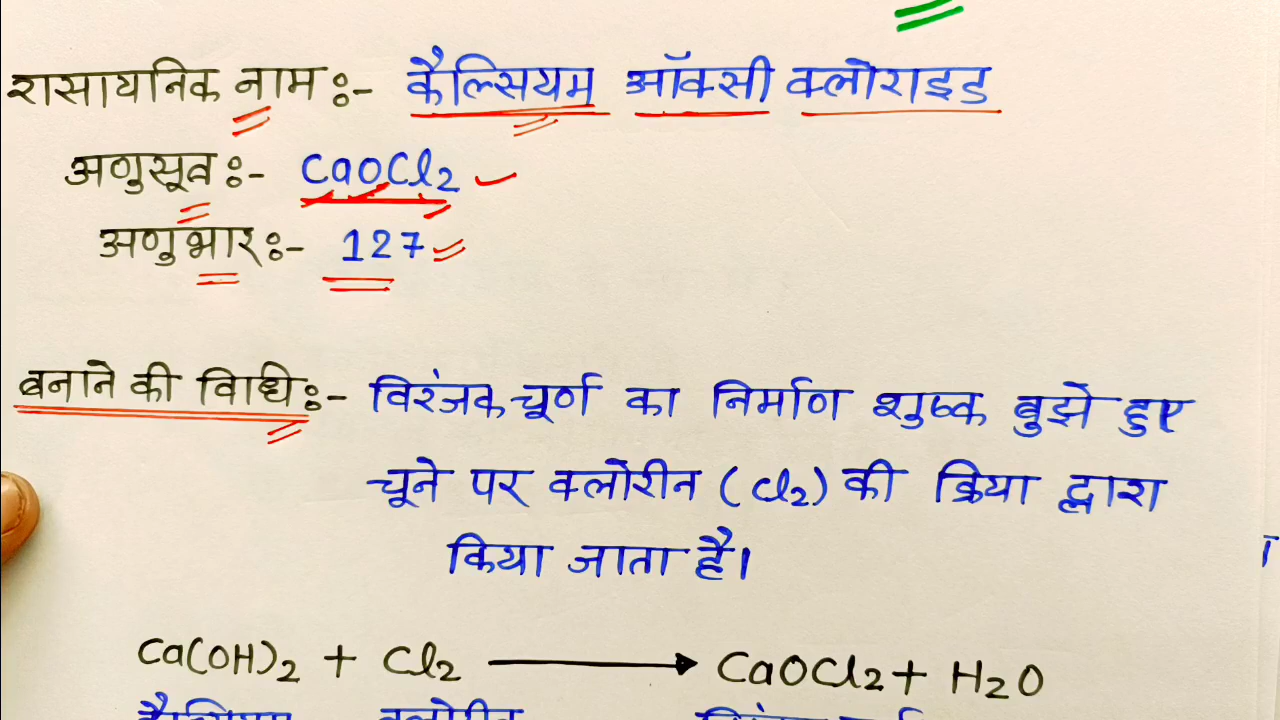 रासायनिक नाम :- कैल्सियम ऑक्सी क्लोराइड
अणुसूत्र :- CaOCl2
अणुभार :- 127
बनाने की विधि :- विरंजक चूर्ण का निर्माण शुष्क बुझे हुए
चूने पर क्लोरीन (Cl2) की क्रिया द्वारा
किया जाता है।
Ca(OH)2 + Cl2 → CaOCl2 + H2O